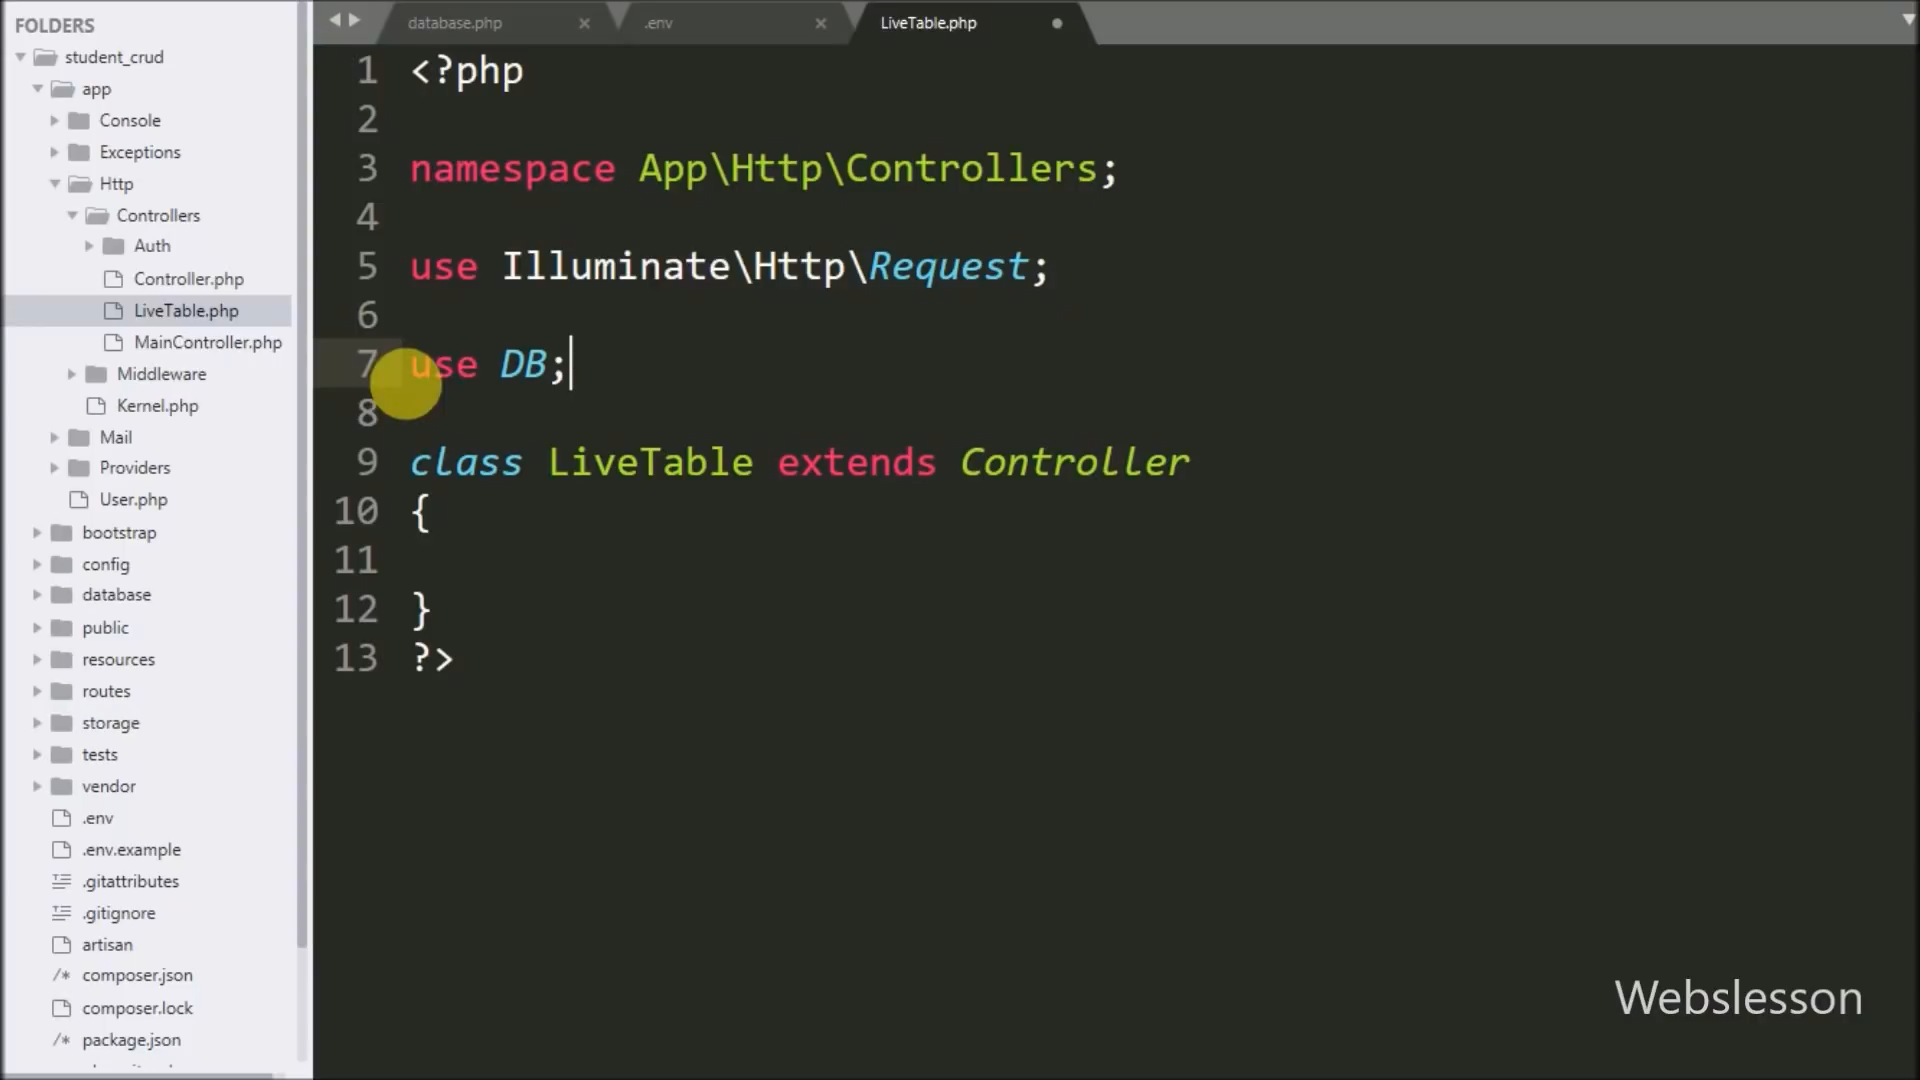 FOLDERS
student_crud
app
Console
Exceptions
Http
Controllers
Auth
Controller.php
LiveTable.php
MainController.php
Middleware
Kernel.php
Mail
Providers
User.php
bootstrap
config
database
public
resources
routes
storage
tests
vendor
.env
.env.example
.gitattributes
.gitignore
artisan
/* composer.json
composer.lock
/* package.json
database.php .env LiveTable.php
1 <?php
2
3 namespace App\Http\Controllers;
4
5 use Illuminate\Http\Request;
6
7 use DB;
8
9 class LiveTable extends Controller
10 {
11
12 }
13 ?>
Webslesson